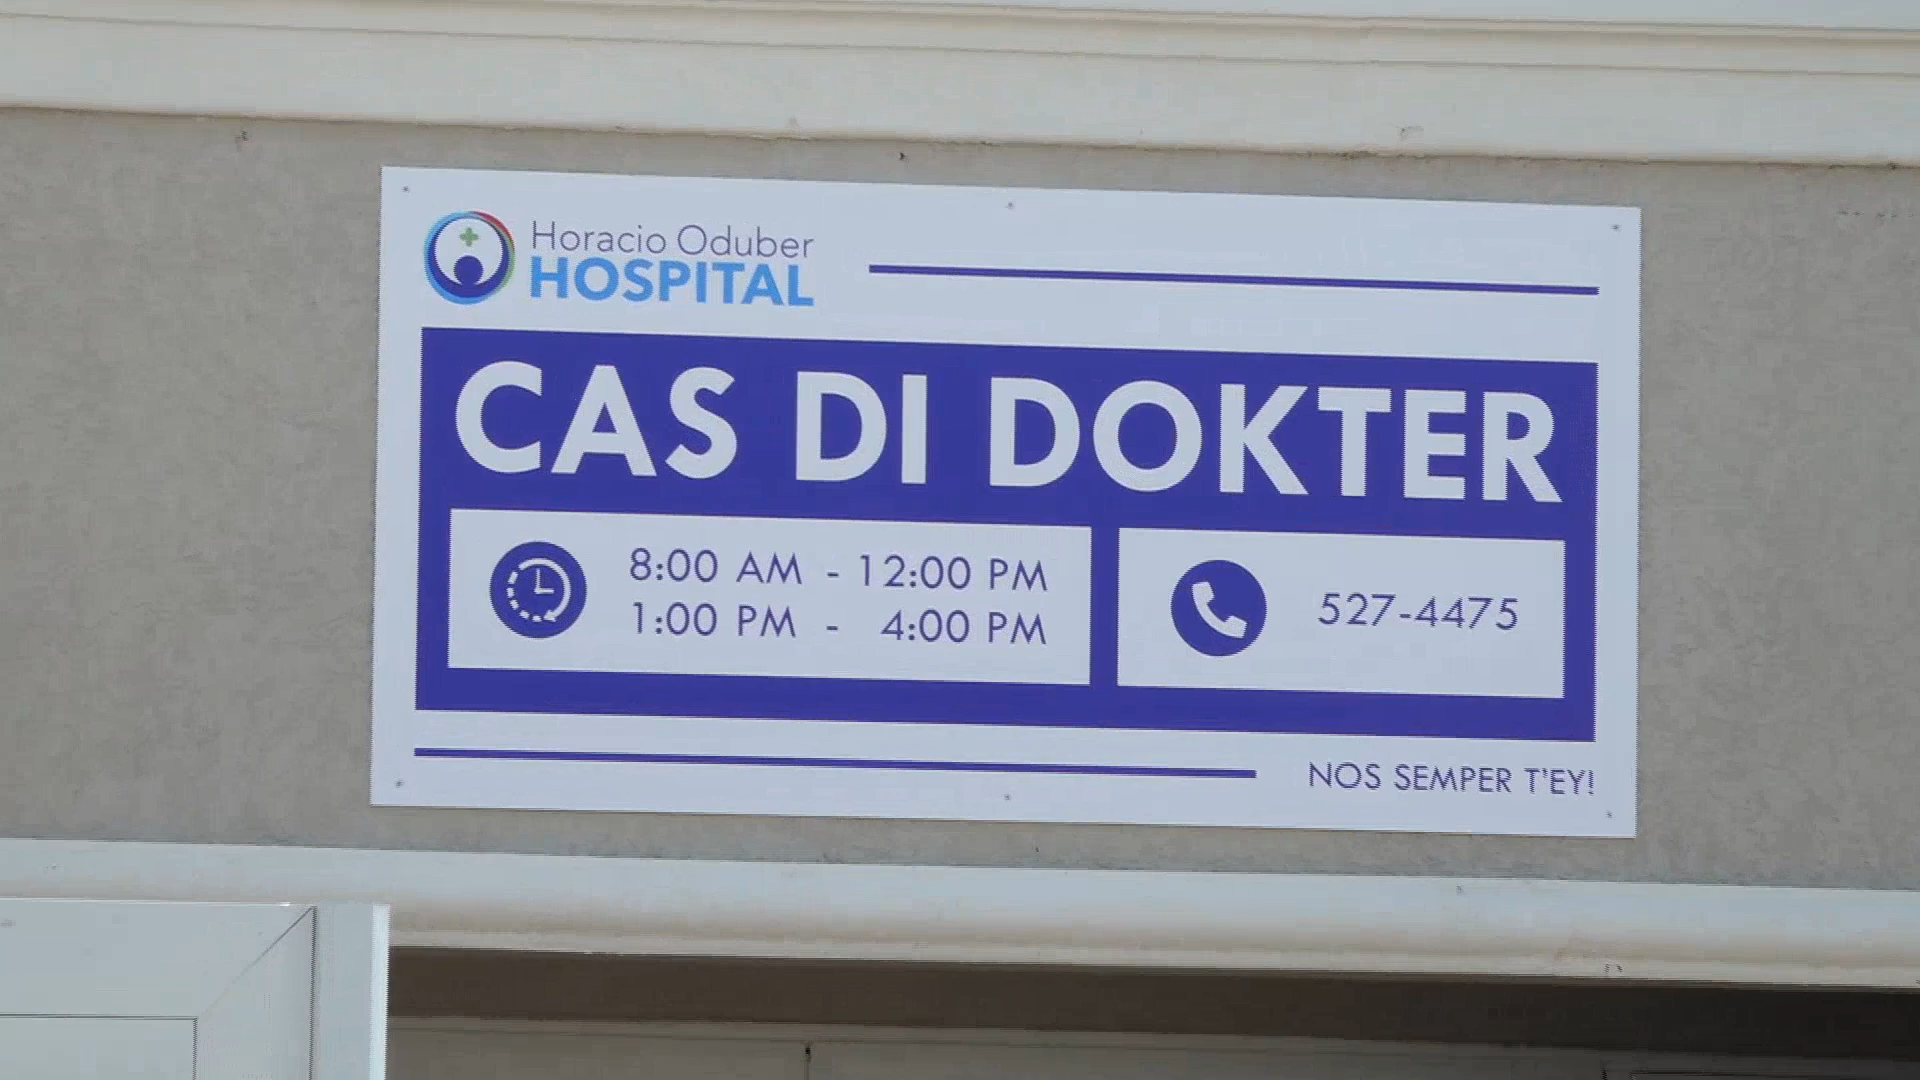 Horacio Oduber
HOSPITAL
CAS DI DOKTER
8:00 AM - 12:00 PM
1:00 PM - 4:00 PM
527-4475
NOS SEMPER T'EY!